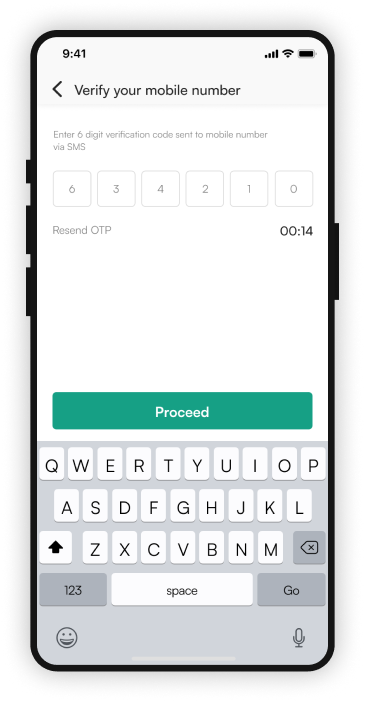 9:41
Verify your mobile number
Enter 6 digit verification code sent to mobile number
via SMS
6 3 4 2 1 0
Resend OTP 00:14
Proceed
Q W E R T Y U I O P
A S D F G H J K L
Z X C V B N M
123 space Go